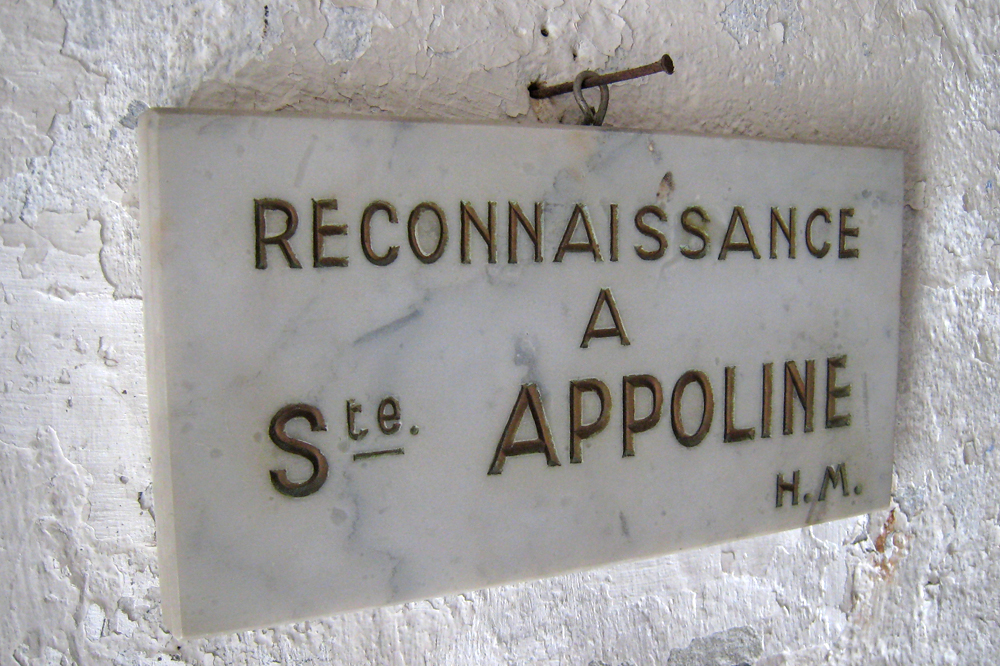 RECONNAISSANCE
A
Ste. APPOLINE
H.M.